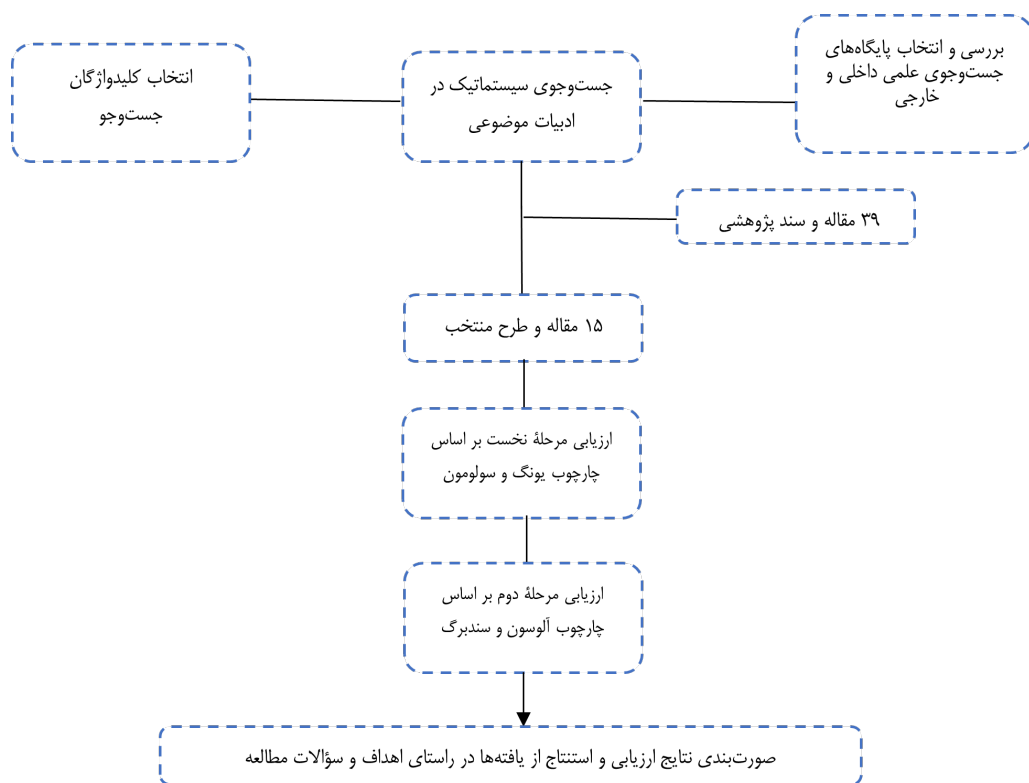 بررسی و انتخاب پایگاه‌های
جست‌وجوی علمی داخلی و
خارجی
جست‌وجوی سیستماتیک در
ادبیات موضوعی
انتخاب کلیدواژگان
جست‌وجو
۳۹ مقاله و سند پژوهشی
۱۵ مقاله و طرح منتخب
ارزیابی مرحلهٔ نخست بر اساس
چارچوب یونگ و سولومون
ارزیابی مرحلهٔ دوم بر اساس
چارچوب آلوسون و سندبرگ
صورت‌بندی نتایج ارزیابی و استنتاج از یافته‌ها در راستای اهداف و سؤالات مطالعه